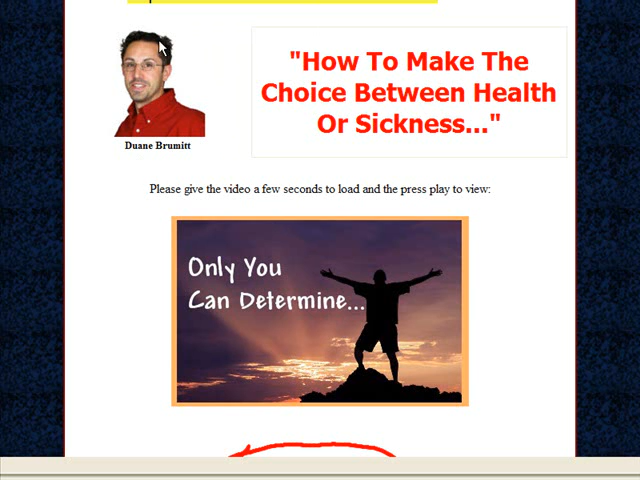 "How To Make The
Choice Between Health
Or Sickness..."
Duane Brumitt
Please give the video a few seconds to load and the press play to view:
Only You
Can Determine...